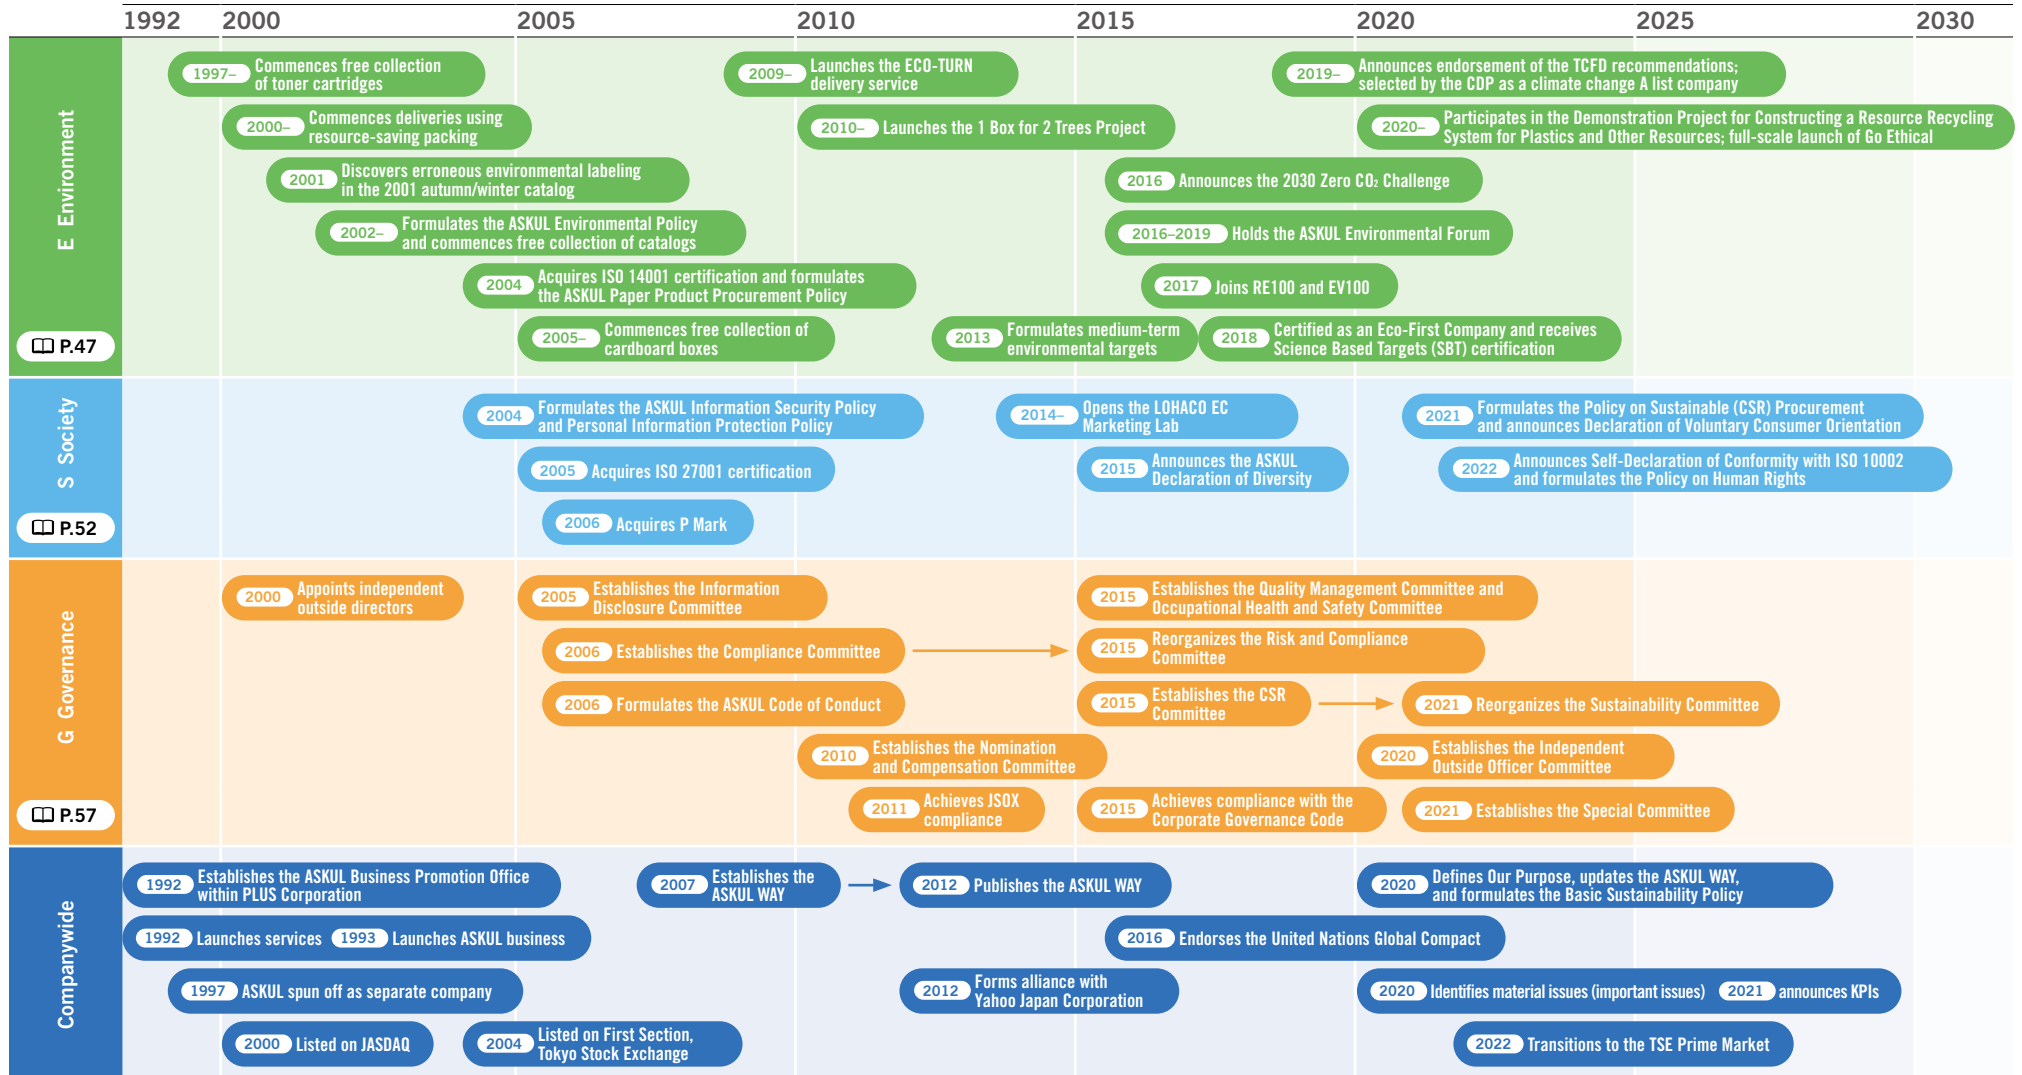 1992 2000 2005 2010 2015 2020 2025 2030
E Environment
P.47
1997–
Commences free collection
of toner cartridges
2009–
Launches the ECO-TURN
delivery service
2019–
Announces endorsement of the TCFD recommendations;
selected by the CDP as a climate change A list company
2000–
Commences deliveries using
resource-saving packing
2010– Launches the 1 Box for 2 Trees Project
2020–
Participates in the Demonstration Project for Constructing a Resource Recycling
System for Plastics and Other Resources; full-scale launch of Go Ethical
2001
Discovers erroneous environmental labeling
in the 2001 autumn/winter catalog
2016 Announces the 2030 Zero CO₂ Challenge
2002–
Formulates the ASKUL Environmental Policy
and commences free collection of catalogs
2016–2019 Holds the ASKUL Environmental Forum
2004
Acquires ISO 14001 certification and formulates
the ASKUL Paper Product Procurement Policy
2017 Joins RE100 and EV100
2005–
Commences free collection of
cardboard boxes
2013
Formulates medium-term
environmental targets
2018
Certified as an Eco-First Company and receives
Science Based Targets (SBT) certification
S Society
P.52
2004
Formulates the ASKUL Information Security Policy
and Personal Information Protection Policy
2014–
Opens the LOHACO EC
Marketing Lab
2021
Formulates the Policy on Sustainable (CSR) Procurement
and announces Declaration of Voluntary Consumer Orientation
2005 Acquires ISO 27001 certification
2015
Announces the ASKUL
Declaration of Diversity
2022
Announces Self-Declaration of Conformity with ISO 10002
and formulates the Policy on Human Rights
2006 Acquires P Mark
G Governance
P.57
2000
Appoints independent
outside directors
2005
Establishes the Information
Disclosure Committee
2015
Establishes the Quality Management Committee and
Occupational Health and Safety Committee
2006 Establishes the Compliance Committee
2015
Reorganizes the Risk and Compliance
Committee
2006 Formulates the ASKUL Code of Conduct
2015
Establishes the CSR
Committee
2021 Reorganizes the Sustainability Committee
2010
Establishes the Nomination
and Compensation Committee
2020
Establishes the Independent
Outside Officer Committee
2011
Achieves JSOX
compliance
2015
Achieves compliance with the
Corporate Governance Code
2021 Establishes the Special Committee
Companywide
1992
Establishes the ASKUL Business Promotion Office
within PLUS Corporation
2007
Establishes the
ASKUL WAY
2012 Publishes the ASKUL WAY
2020
Defines Our Purpose, updates the ASKUL WAY,
and formulates the Basic Sustainability Policy
1992 Launches services 1993 Launches ASKUL business
2016 Endorses the United Nations Global Compact
1997 ASKUL spun off as separate company
2012
Forms alliance with
Yahoo Japan Corporation
2020 Identifies material issues (important issues) 2021 announces KPIs
2000 Listed on JASDAQ
2004
Listed on First Section,
Tokyo Stock Exchange
2022 Transitions to the TSE Prime Market